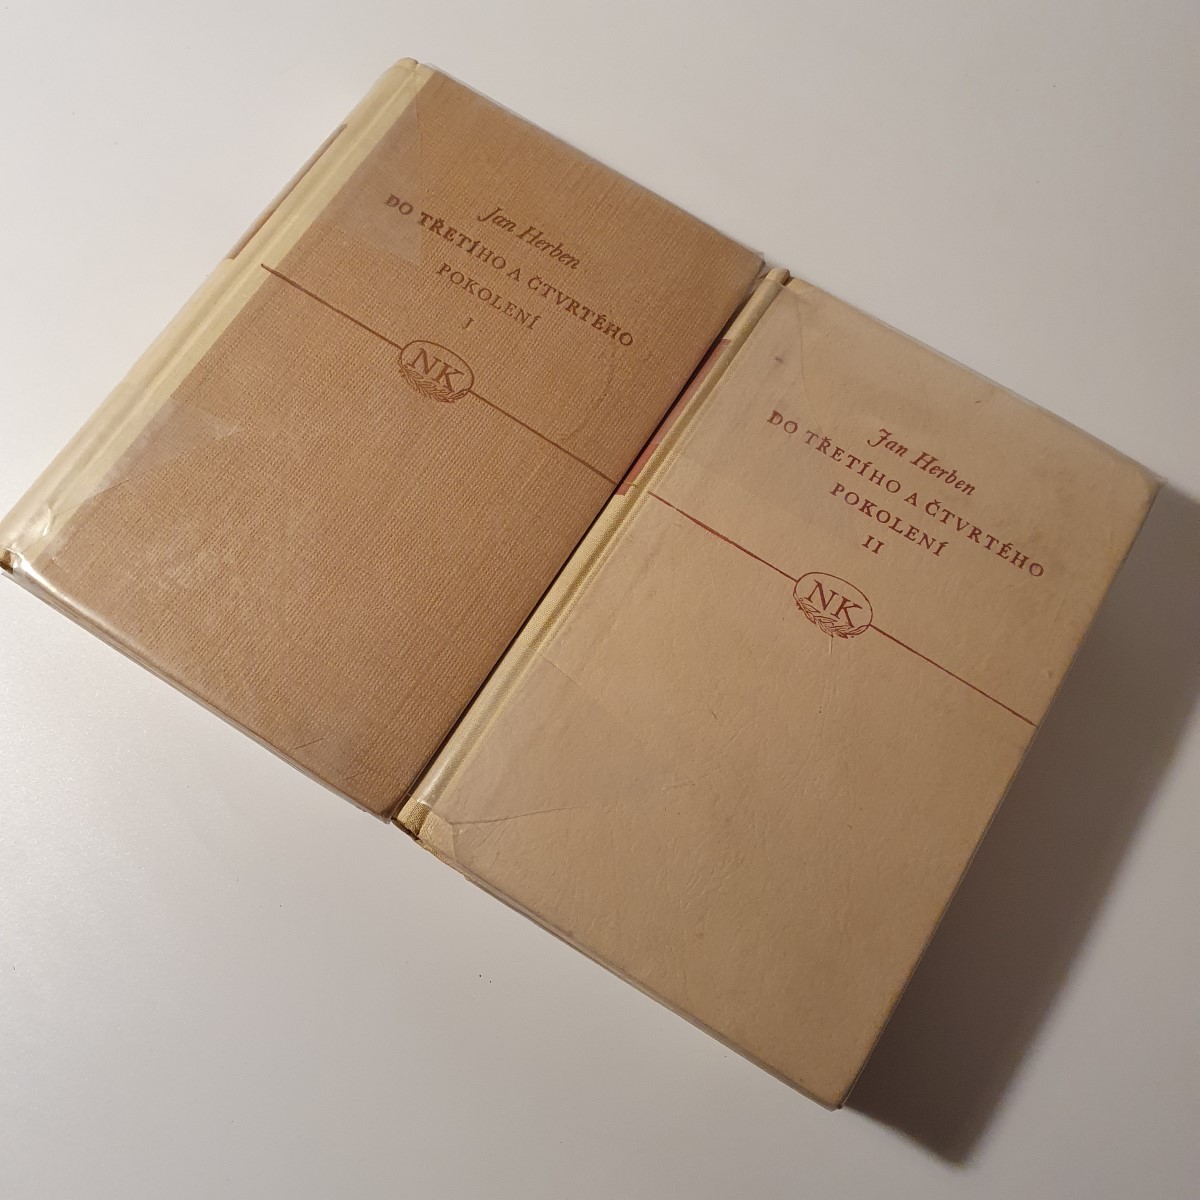 Jan Herben
DO TŘETÍHO A ČTVRTÉHO
POKOLENÍ
I
NK
Jan Herben
DO TŘETÍHO A ČTVRTÉHO
POKOLENÍ
II
NK